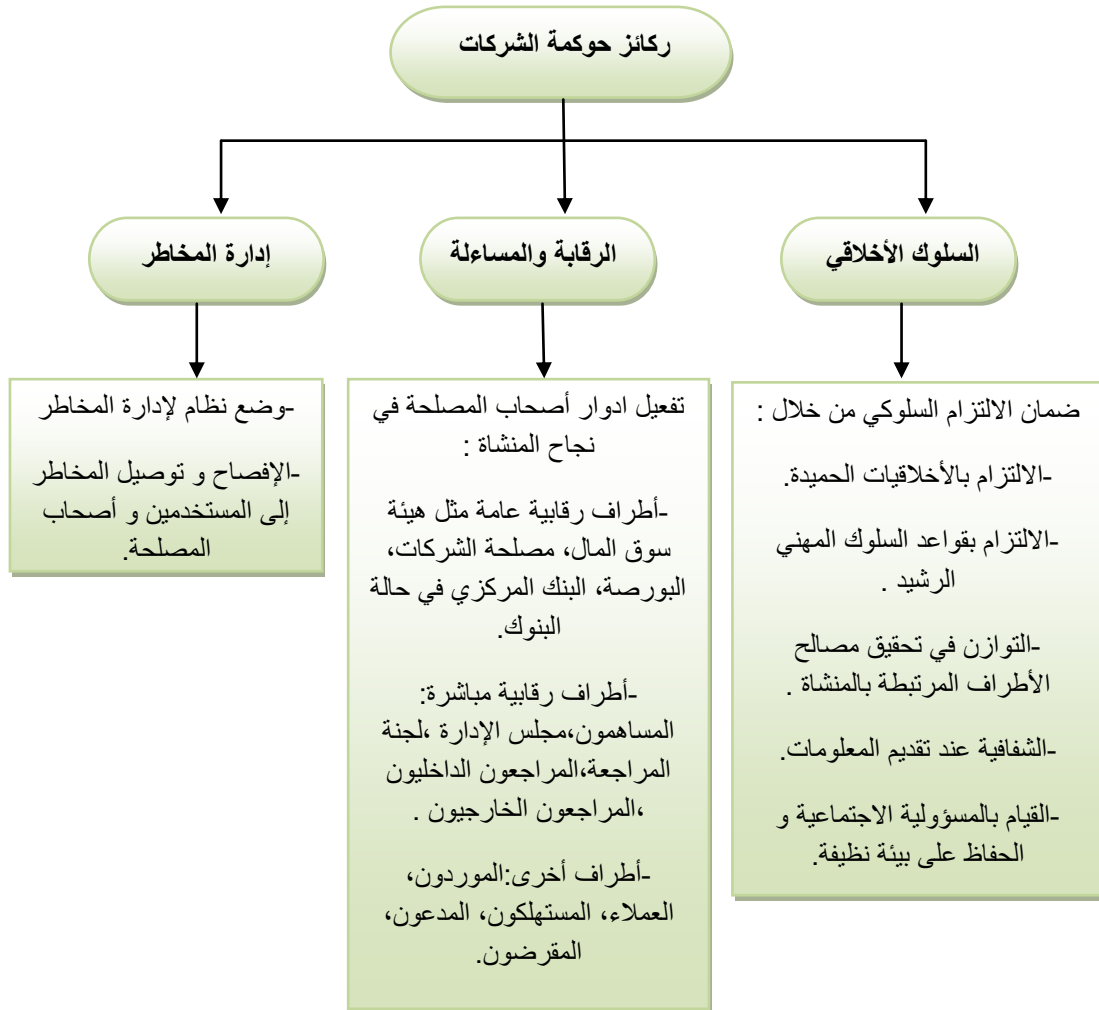 ركائز حوكمة الشركات
السلوك الأخلاقي
الرقابة والمساءلة
إدارة المخاطر
ضمان الالتزام السلوكي من خلال :
-الالتزام بالأخلاقيات الحميدة.
-الالتزام بقواعد السلوك المهني
الرشيد .
-التوازن في تحقيق مصالح
الأطراف المرتبطة بالمنشاة .
-الشفافية عند تقديم المعلومات.
-القيام بالمسؤولية الاجتماعية و
الحفاظ على بيئة نظيفة.
تفعيل ادوار أصحاب المصلحة في
نجاح المنشاة :
-أطراف رقابية عامة مثل هيئة
سوق المال، مصلحة الشركات،
البورصة، البنك المركزي في حالة
البنوك.
-أطراف رقابية مباشرة:
المساهمون،مجلس الإدارة ،لجنة
المراجعة،المراجعون الداخليون
،المراجعون الخارجيون .
-أطراف أخرى:الموردون،
العملاء، المستهلكون، المدعون،
المقرضون.
-وضع نظام لإدارة المخاطر
-الإفصاح و توصيل المخاطر
إلى المستخدمين و أصحاب
المصلحة.